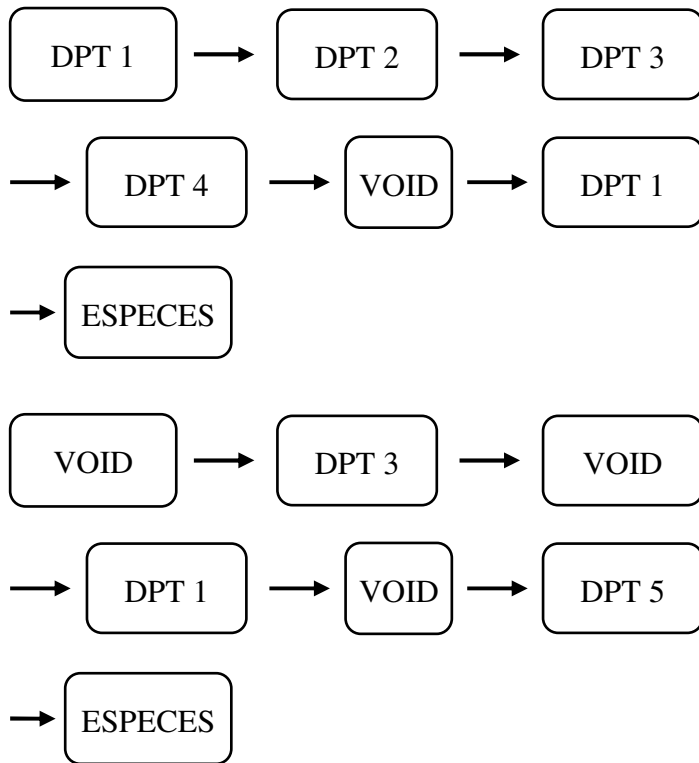 DPT 1 DPT 2 DPT 3
DPT 4 VOID DPT 1
ESPECES
VOID DPT 3 VOID
DPT 1 VOID DPT 5
ESPECES